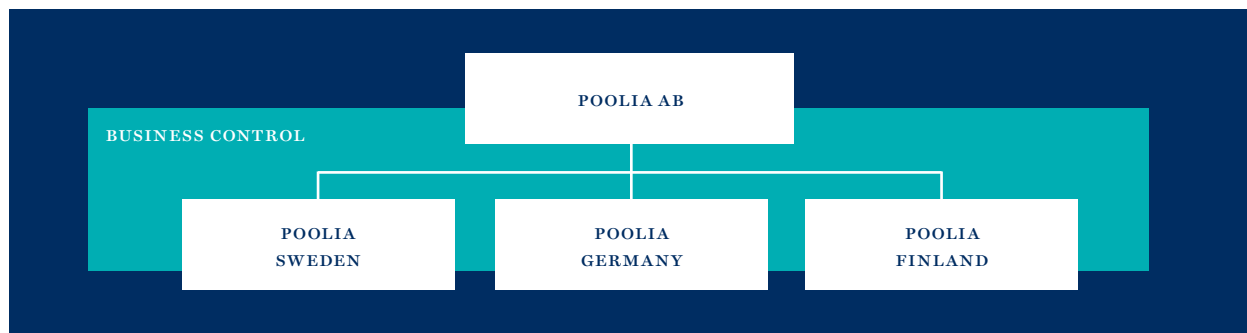 POOLIA AB
BUSINESS CONTROL
POOLIA
SWEDEN
POOLIA
GERMANY
POOLIA
FINLAND